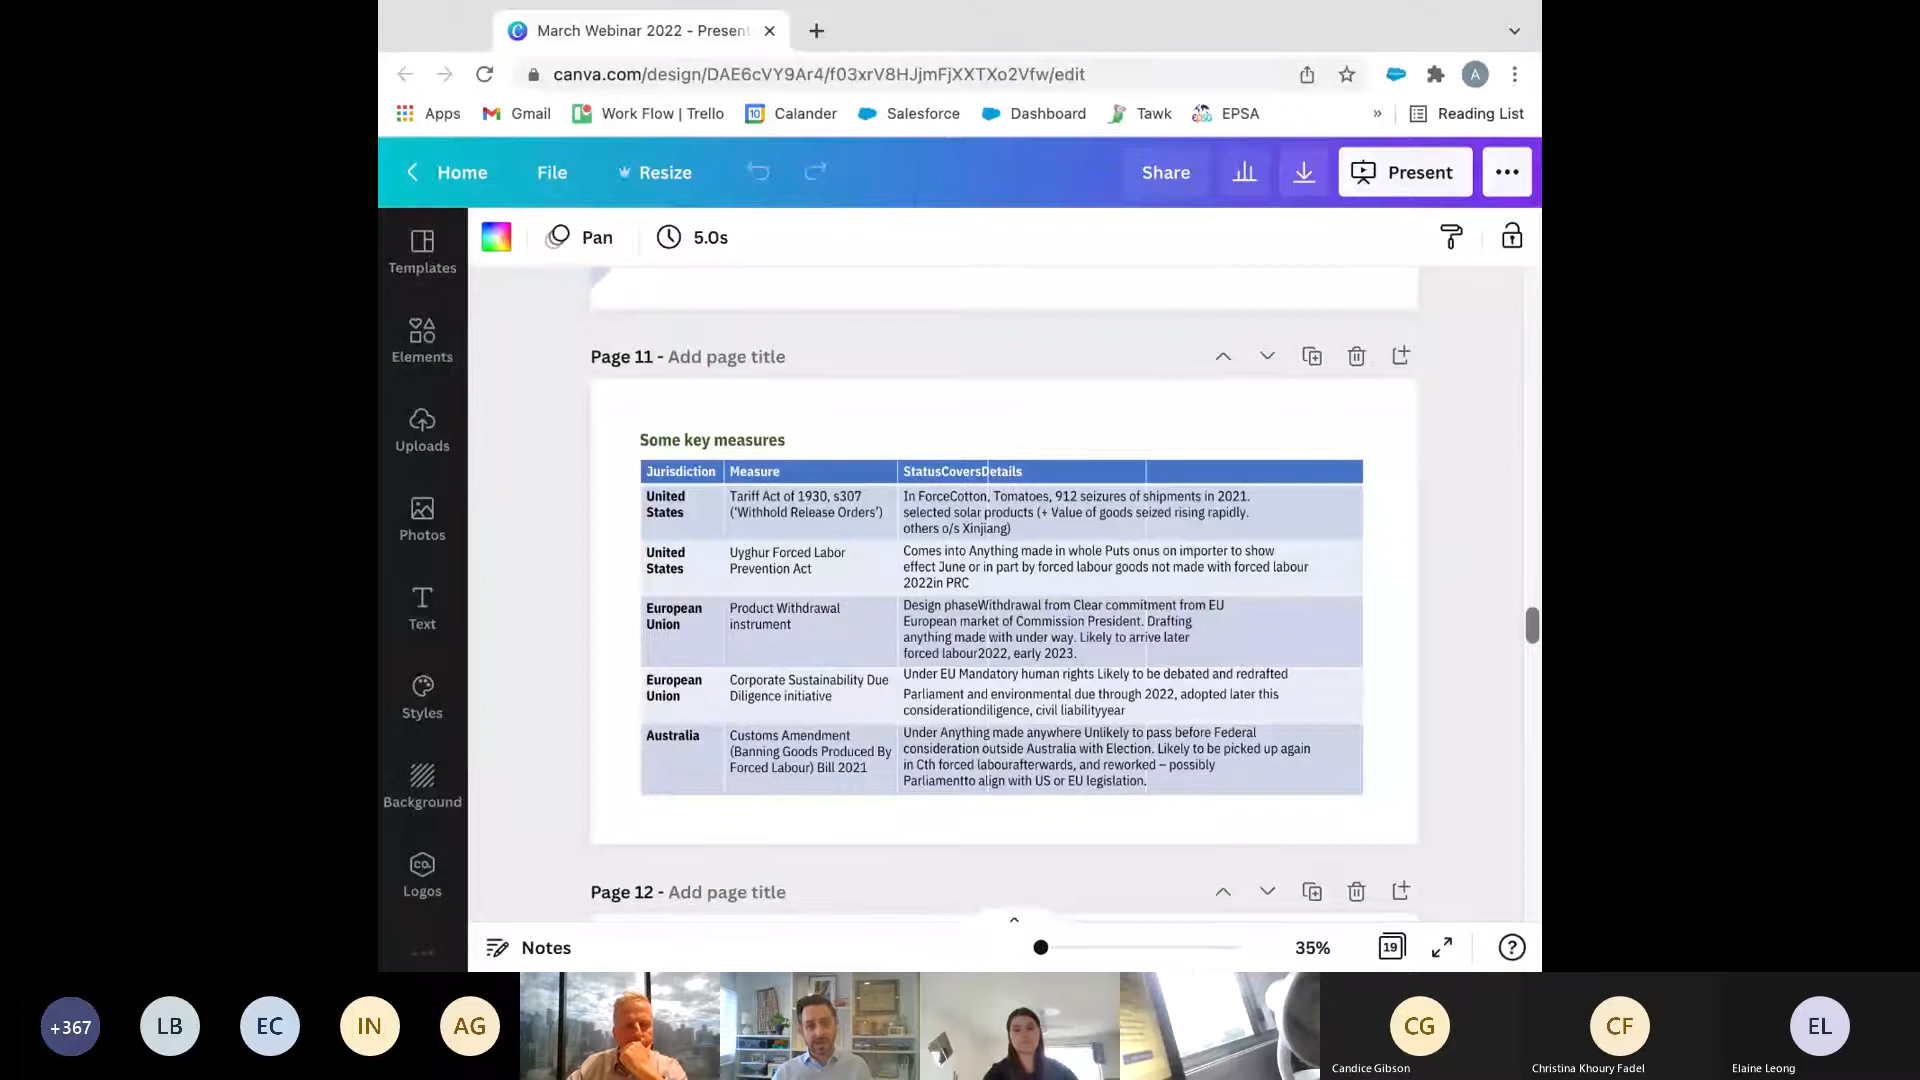 March Webinar 2022 - Present
canva.com/design/DAE6cVY9Ar4/f03xrV8HJjmFjXXTXo2Vfw/edit
A
Apps
Gmail
Work Flow | Trello
10
Calander
Salesforce
Dashboard
Tawk
EPSA
»
Reading List
Home
File
Resize
Share
Present
Pan
5.0s
Templates
Elements
Uploads
Photos
Text
Styles
Background
CO.
Logos
Page 11 - Add page title
Some key measures
Jurisdiction
Measure
StatusCoversDetails
United
States
Tariff Act of 1930, s307
(‘Withhold Release Orders’)
In ForceCotton, Tomatoes, 912 seizures of shipments in 2021.
selected solar products (+ Value of goods seized rising rapidly.
others o/s Xinjiang)
United
States
Uyghur Forced Labor
Prevention Act
Comes into Anything made in whole Puts onus on importer to show
effect June or in part by forced labour goods not made with forced labour
2022in PRC
European
Union
Product Withdrawal
instrument
Design phaseWithdrawal from Clear commitment from EU
European market of Commission President. Drafting
anything made with under way. Likely to arrive later
forced labour2022, early 2023.
European
Union
Corporate Sustainability Due
Diligence initiative
Under EU Mandatory human rights Likely to be debated and redrafted
Parliament and environmental due through 2022, adopted later this
considerationdiligence, civil liabilityyear
Australia
Customs Amendment
(Banning Goods Produced By
Forced Labour) Bill 2021
Under Anything made anywhere Unlikely to pass before Federal
consideration outside Australia with Election. Likely to be picked up again
in Cth forced labourafterwards, and reworked – possibly
Parliamentto align with US or EU legislation.
Page 12 - Add page title
Notes
35%
19
?
+367
LB
EC
IN
AG
CG
Candice Gibson
CF
Christina Khoury Fadel
EL
Elaine Leong